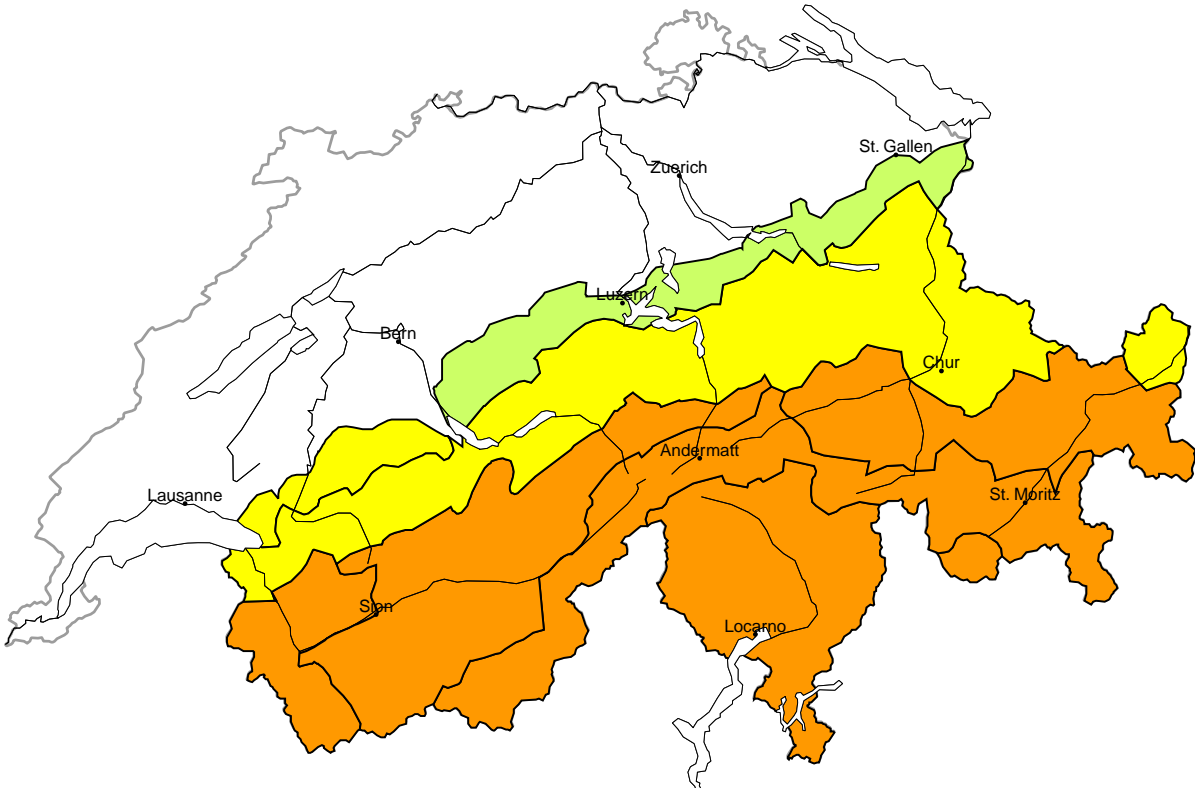 St. Gallen
Zuerich
Luzern
Bern
Chur
Andermatt
Lausanne
St. Moritz
Sion
Locarno